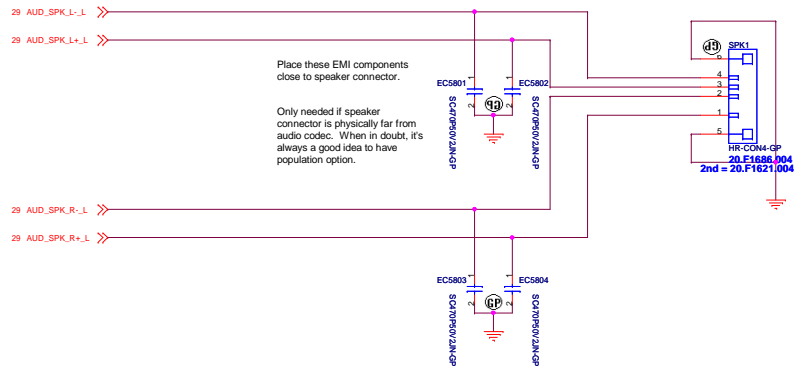 29 AUD_SPK_L-_L
29 AUD_SPK_L+_L
Place these EMI components
close to speaker connector.
Only needed if speaker
connector is physically far from
audio codec. When in doubt, it's
always a good idea to have
population option.
EC5801
1
2
SC470P50V2JN-GP
GP
EC5802
1
2
SC470P50V2JN-GP
GP
SPK1
6
4
3
2
1
5
HR-CON4-GP
20.F1686.004
2nd = 20.F1621.004
29 AUD_SPK_R-_L
29 AUD_SPK_R+_L
EC5803
1
2
SC470P50V2JN-GP
GP
EC5804
1
2
SC470P50V2JN-GP